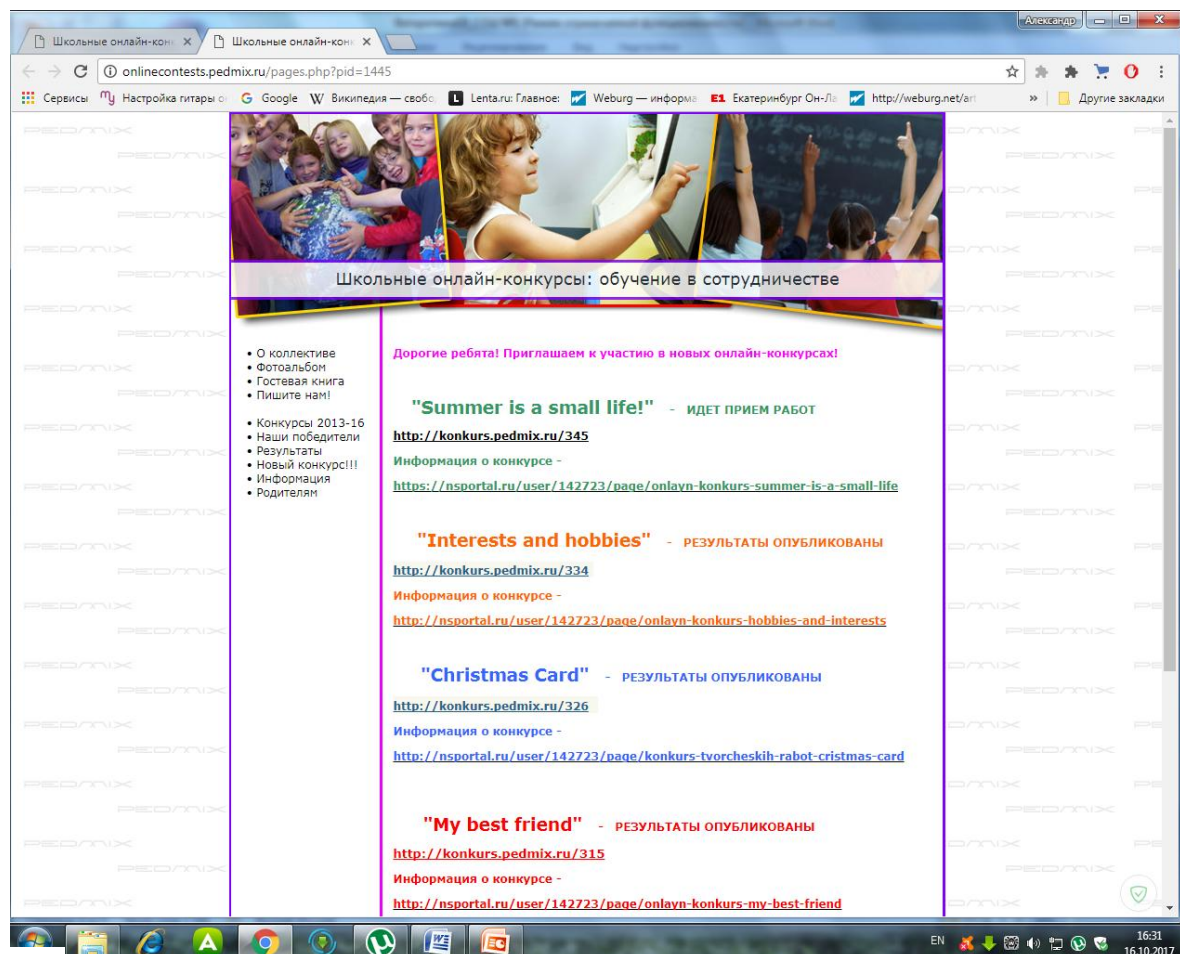 Александр
Школьные онлайн-кон
Школьные онлайн-кон
onlinecontests.pedmix.ru/pages.php?pid=1445
Сервисы
Настройка гитары о
Google
Википедия — свобо
Lenta.ru: Главное:
Weburg — информа
Екатеринбург Он-Ла
http://weburg.net/art
»
Другие закладки
Школьные онлайн-конкурсы: обучение в сотрудничестве
• О коллективе
• Фотоальбом
• Гостевая книга
• Пишите нам!
• Конкурсы 2013-16
• Наши победители
• Результаты
• Новый конкурс!!!
• Информация
• Родителям
Дорогие ребята! Приглашаем к участию в новых онлайн-конкурсах!
"Summer is a small life!" - ИДЕТ ПРИЕМ РАБОТ
http://konkurs.pedmix.ru/345
Информация о конкурсе -
https://nsportal.ru/user/142723/page/onlayn-konkurs-summer-is-a-small-life
"Interests and hobbies" - РЕЗУЛЬТАТЫ ОПУБЛИКОВАНЫ
http://konkurs.pedmix.ru/334
Информация о конкурсе -
http://nsportal.ru/user/142723/page/onlayn-konkurs-hobbies-and-interests
"Christmas Card" - РЕЗУЛЬТАТЫ ОПУБЛИКОВАНЫ
http://konkurs.pedmix.ru/326
Информация о конкурсе -
http://nsportal.ru/user/142723/page/konkurs-tvorcheskih-rabot-cristmas-card
"My best friend" - РЕЗУЛЬТАТЫ ОПУБЛИКОВАНЫ
http://konkurs.pedmix.ru/315
Информация о конкурсе -
http://nsportal.ru/user/142723/page/onlayn-konkurs-my-best-friend
EN
16:31
16.10.2017